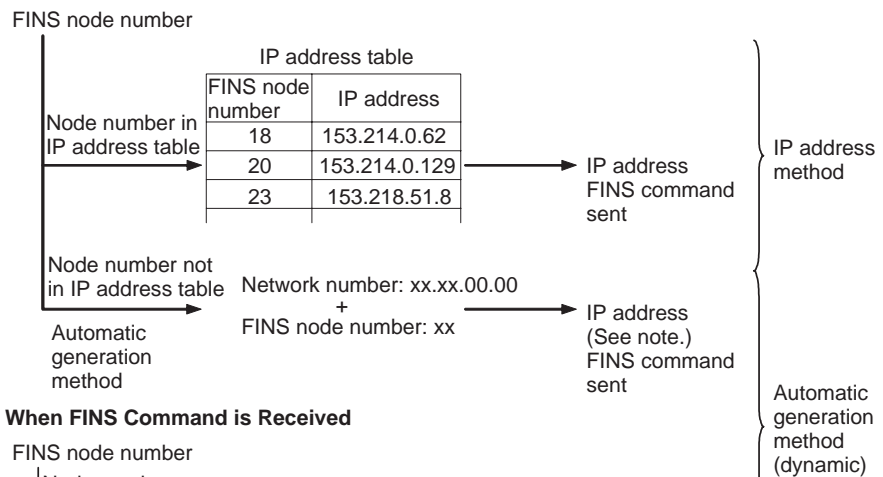 FINS node number
IP address table
FINS node
number
IP address
Node number in
IP address table
18
153.214.0.62
20
153.214.0.129
23
153.218.51.8
IP address
FINS command
sent
IP address
method
Node number not
in IP address table
Automatic
generation
method
Network number: xx.xx.00.00
+
FINS node number: xx
IP address
(See note.)
FINS command
sent
Automatic
generation
method
(dynamic)
When FINS Command is Received
FINS node number